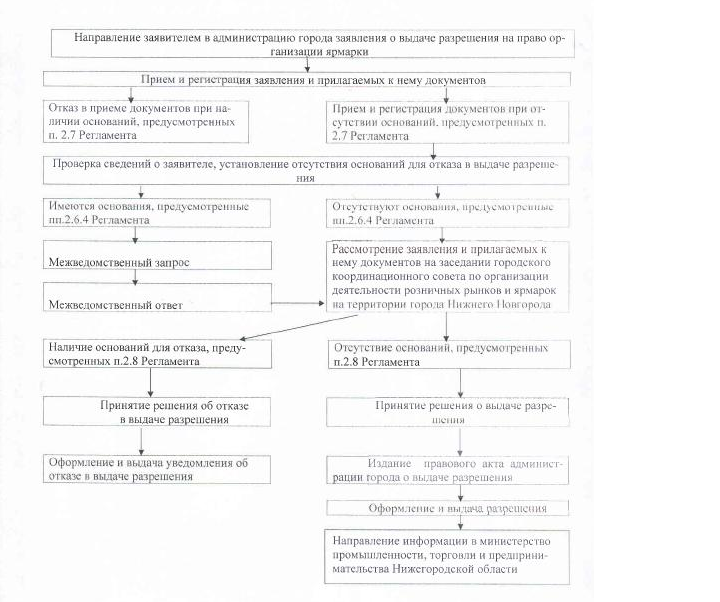 Направление заявителем в администрацию города заявления о выдаче разрешения на право ор-
ганизации ярмарки
Прием и регистрация заявления и прилагаемых к нему документов
Отказ в приеме документов при на-
личии оснований, предусмотренных
п. 2.7 Регламента
Прием и регистрация документов при от-
сутствии оснований, предусмотренных п.
2.7 Регламента
Проверка сведений о заявителе, установление отсутствия оснований для отказа в выдаче разреше-
ния
Имеются основания, предусмотренные
пп.2.6.4 Регламента
Отсутствуют основания, предусмотренные
пп.2.6.4 Регламента
Межведомственный запрос
Межведомственный ответ
Рассмотрение заявления и прилагаемых к
нему документов на заседании городского
координационного совета по организации
деятельности розничных рынков и ярмарок
на территории города Нижнего Новгорода
Наличие оснований для отказа, преду-
смотренных п.2.8 Регламента
Отсутствие оснований, предусмотренных
п.2.8 Регламента
Принятие решения об отказе
в выдаче разрешения
Принятие решения о выдаче разре-
шения
Оформление и выдача уведомления об
отказе в выдаче разрешения
Издание правового акта админист-
рации города о выдаче разрешения
Оформление и выдача разрешения
Направление информации в министерство
промышленности, торговли и предприни-
мательства Нижегородской области